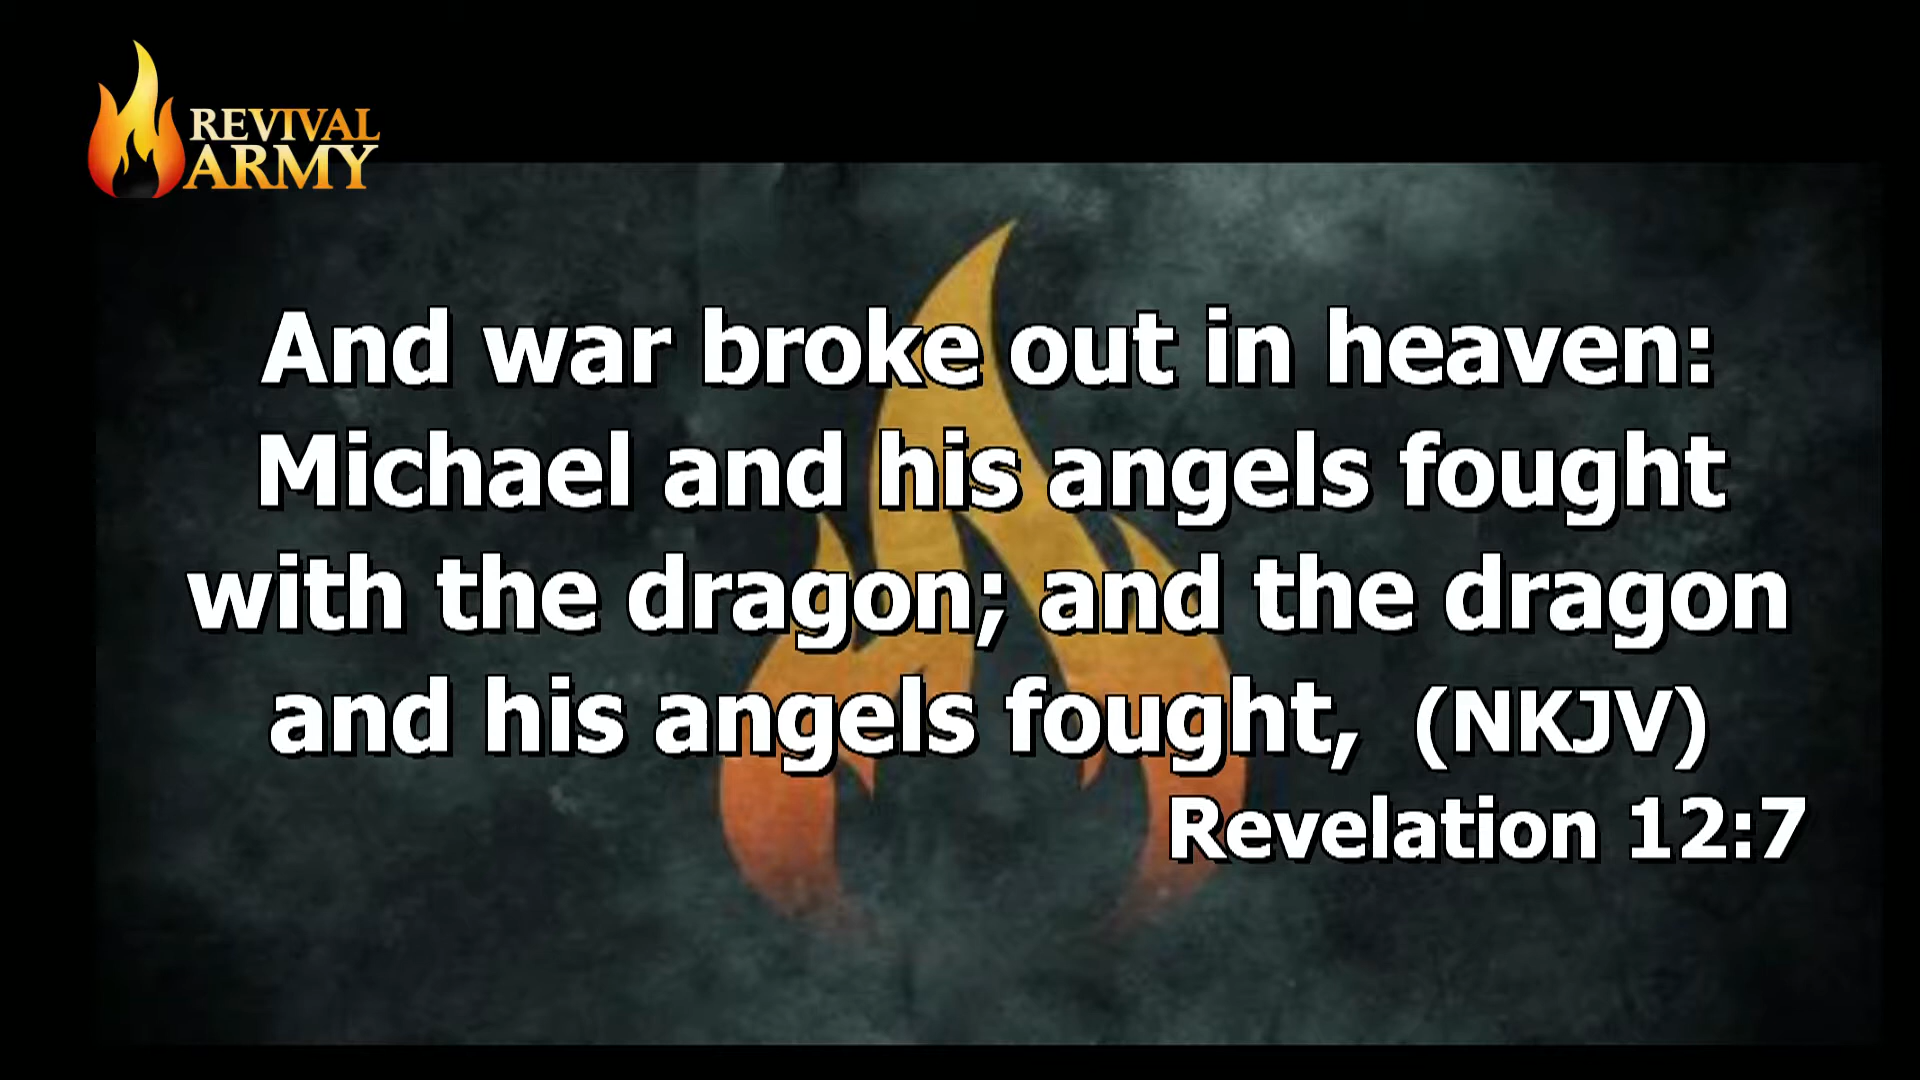 REVIVAL
ARMY
And war broke out in heaven:
Michael and his angels fought
with the dragon; and the dragon
and his angels fought, (NKJV)
Revelation 12:7